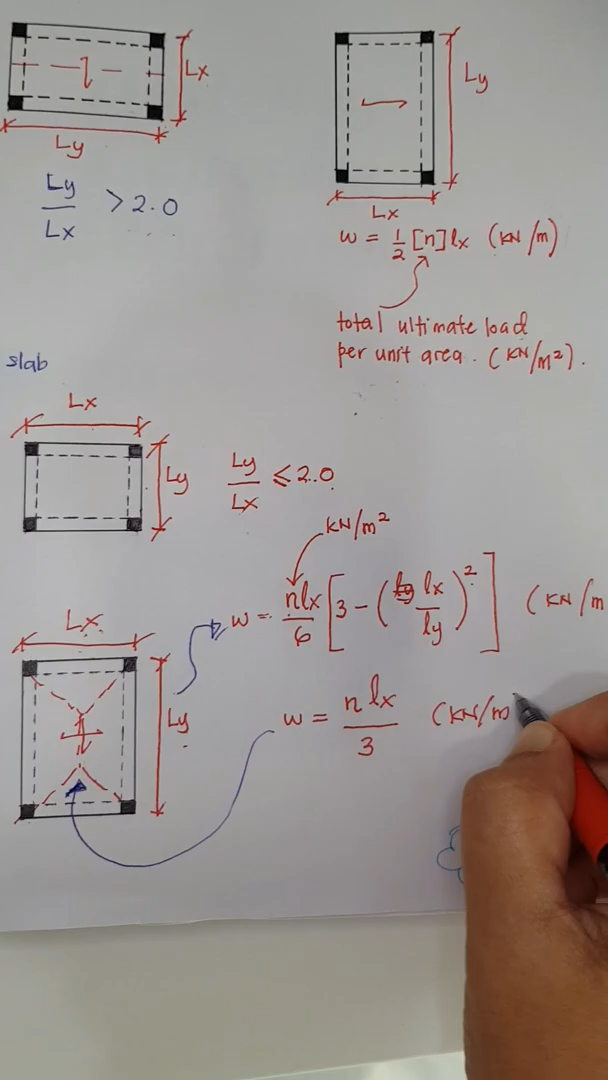 Lx
Ly
Ly/Lx > 2.0
Ly
Lx
w = 1/2 [n] lx (KN/m)
total ultimate load
per unit area. (KN/m²).
slab
Lx
Ly
Ly/Lx ≤ 2.0
KN/m²
Lx
Ly
w = nlx/6 [3 - (lx/ly)²] (KN/m
w = nlx/3 (KN/m)